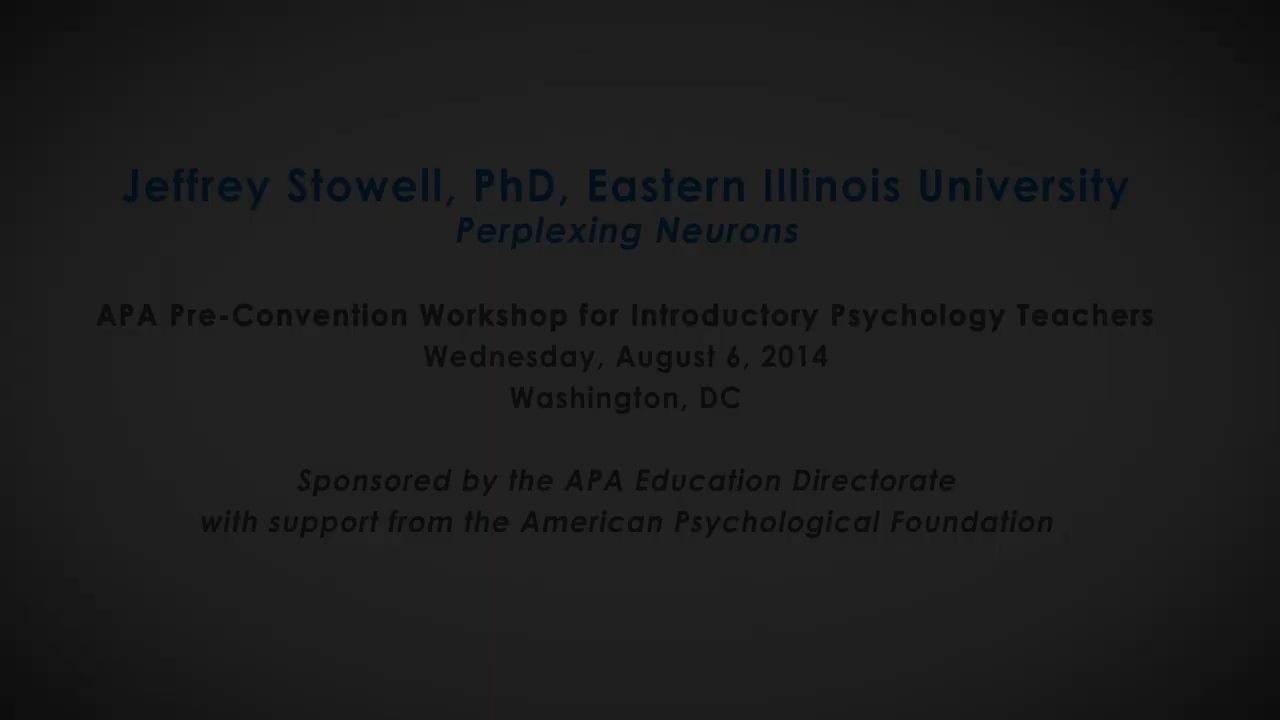 Jeffrey Stowell, PhD, Eastern Illinois University
Perplexing Neurons
APA Pre-Convention Workshop for Introductory Psychology Teachers
Wednesday, August 6, 2014
Washington, DC
Sponsored by the APA Education Directorate
with support from the American Psychological Foundation